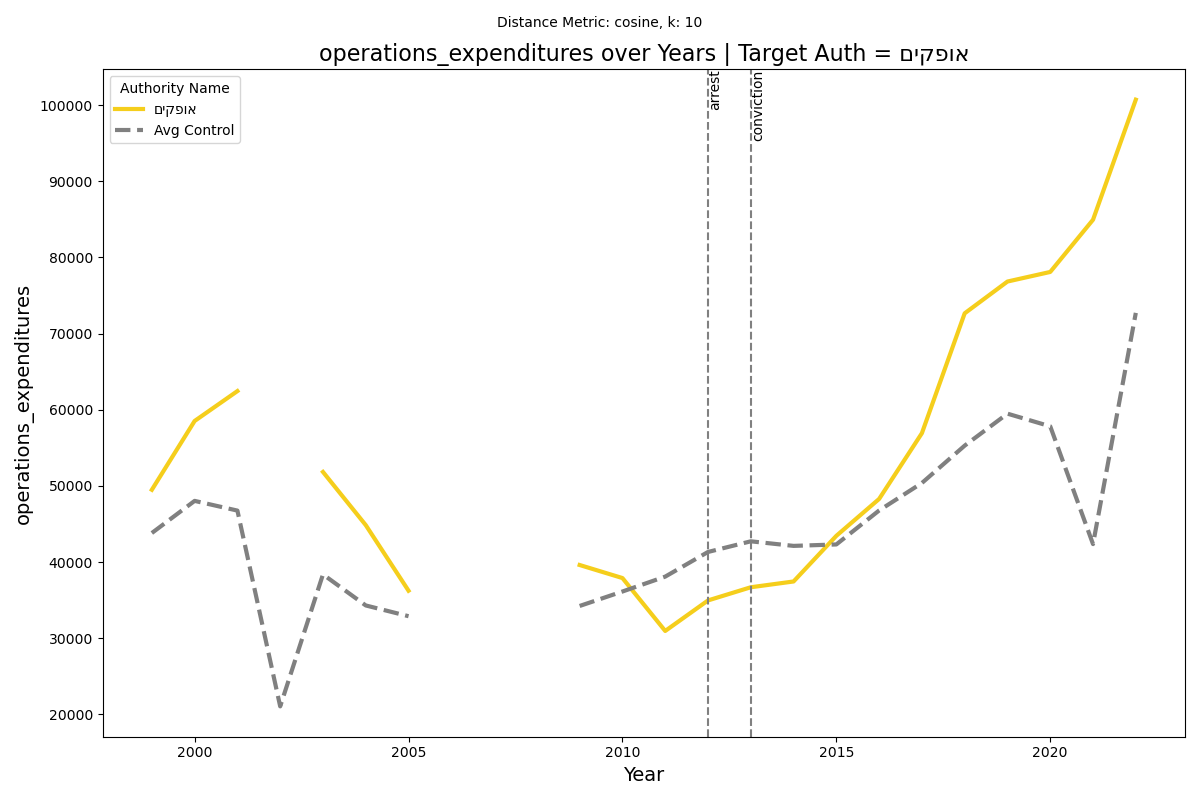 Distance Metric: cosine, k: 10
operations_expenditures over Years | Target Auth = אופקים
Authority Name
אופקים
Avg Control
arrest
conviction
operations_expenditures
100000
90000
80000
70000
60000
50000
40000
30000
20000
2000 2005 2010 2015 2020
Year